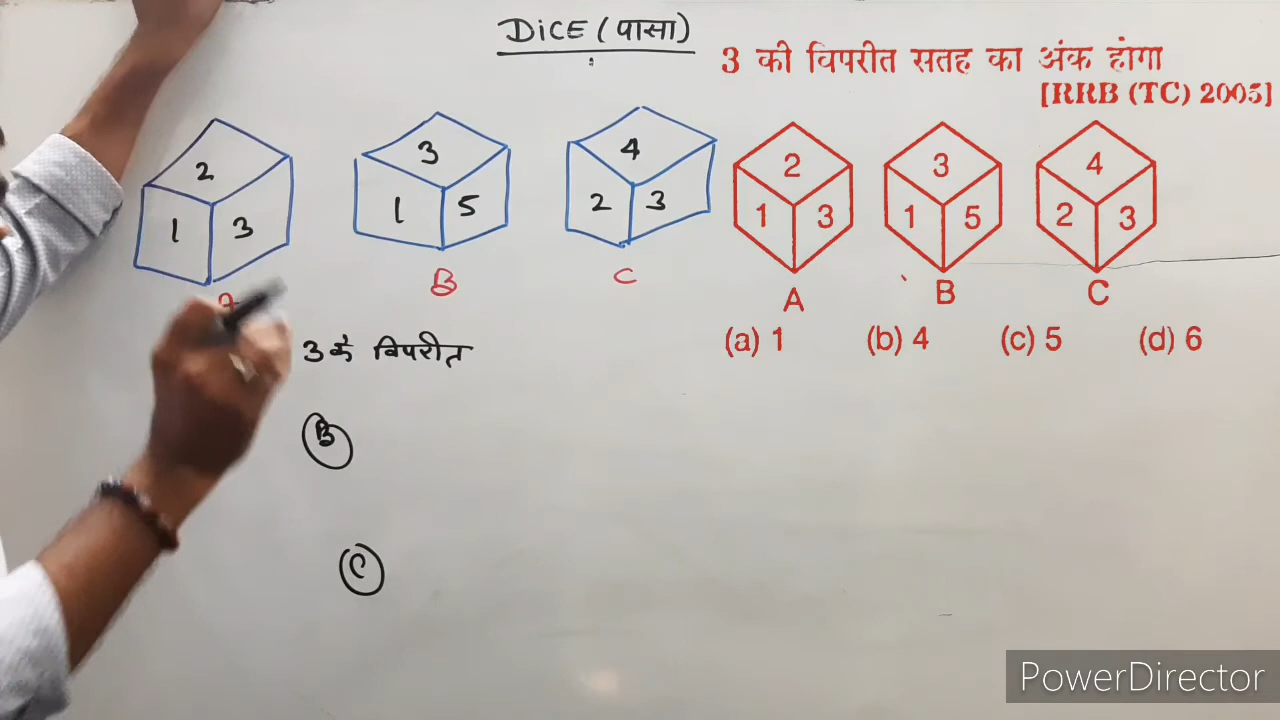 DiCE (पासा)
3 की विपरीत सतह का अंक होगा
[RRB (TC) 2005]
2
1 3
3
1 5
B
4
2 3
C
2
1 3
A
3
1 5
B
4
2 3
C
(a) 1 (b) 4 (c) 5 (d) 6
3 के विपरीत
B
C
PowerDirector